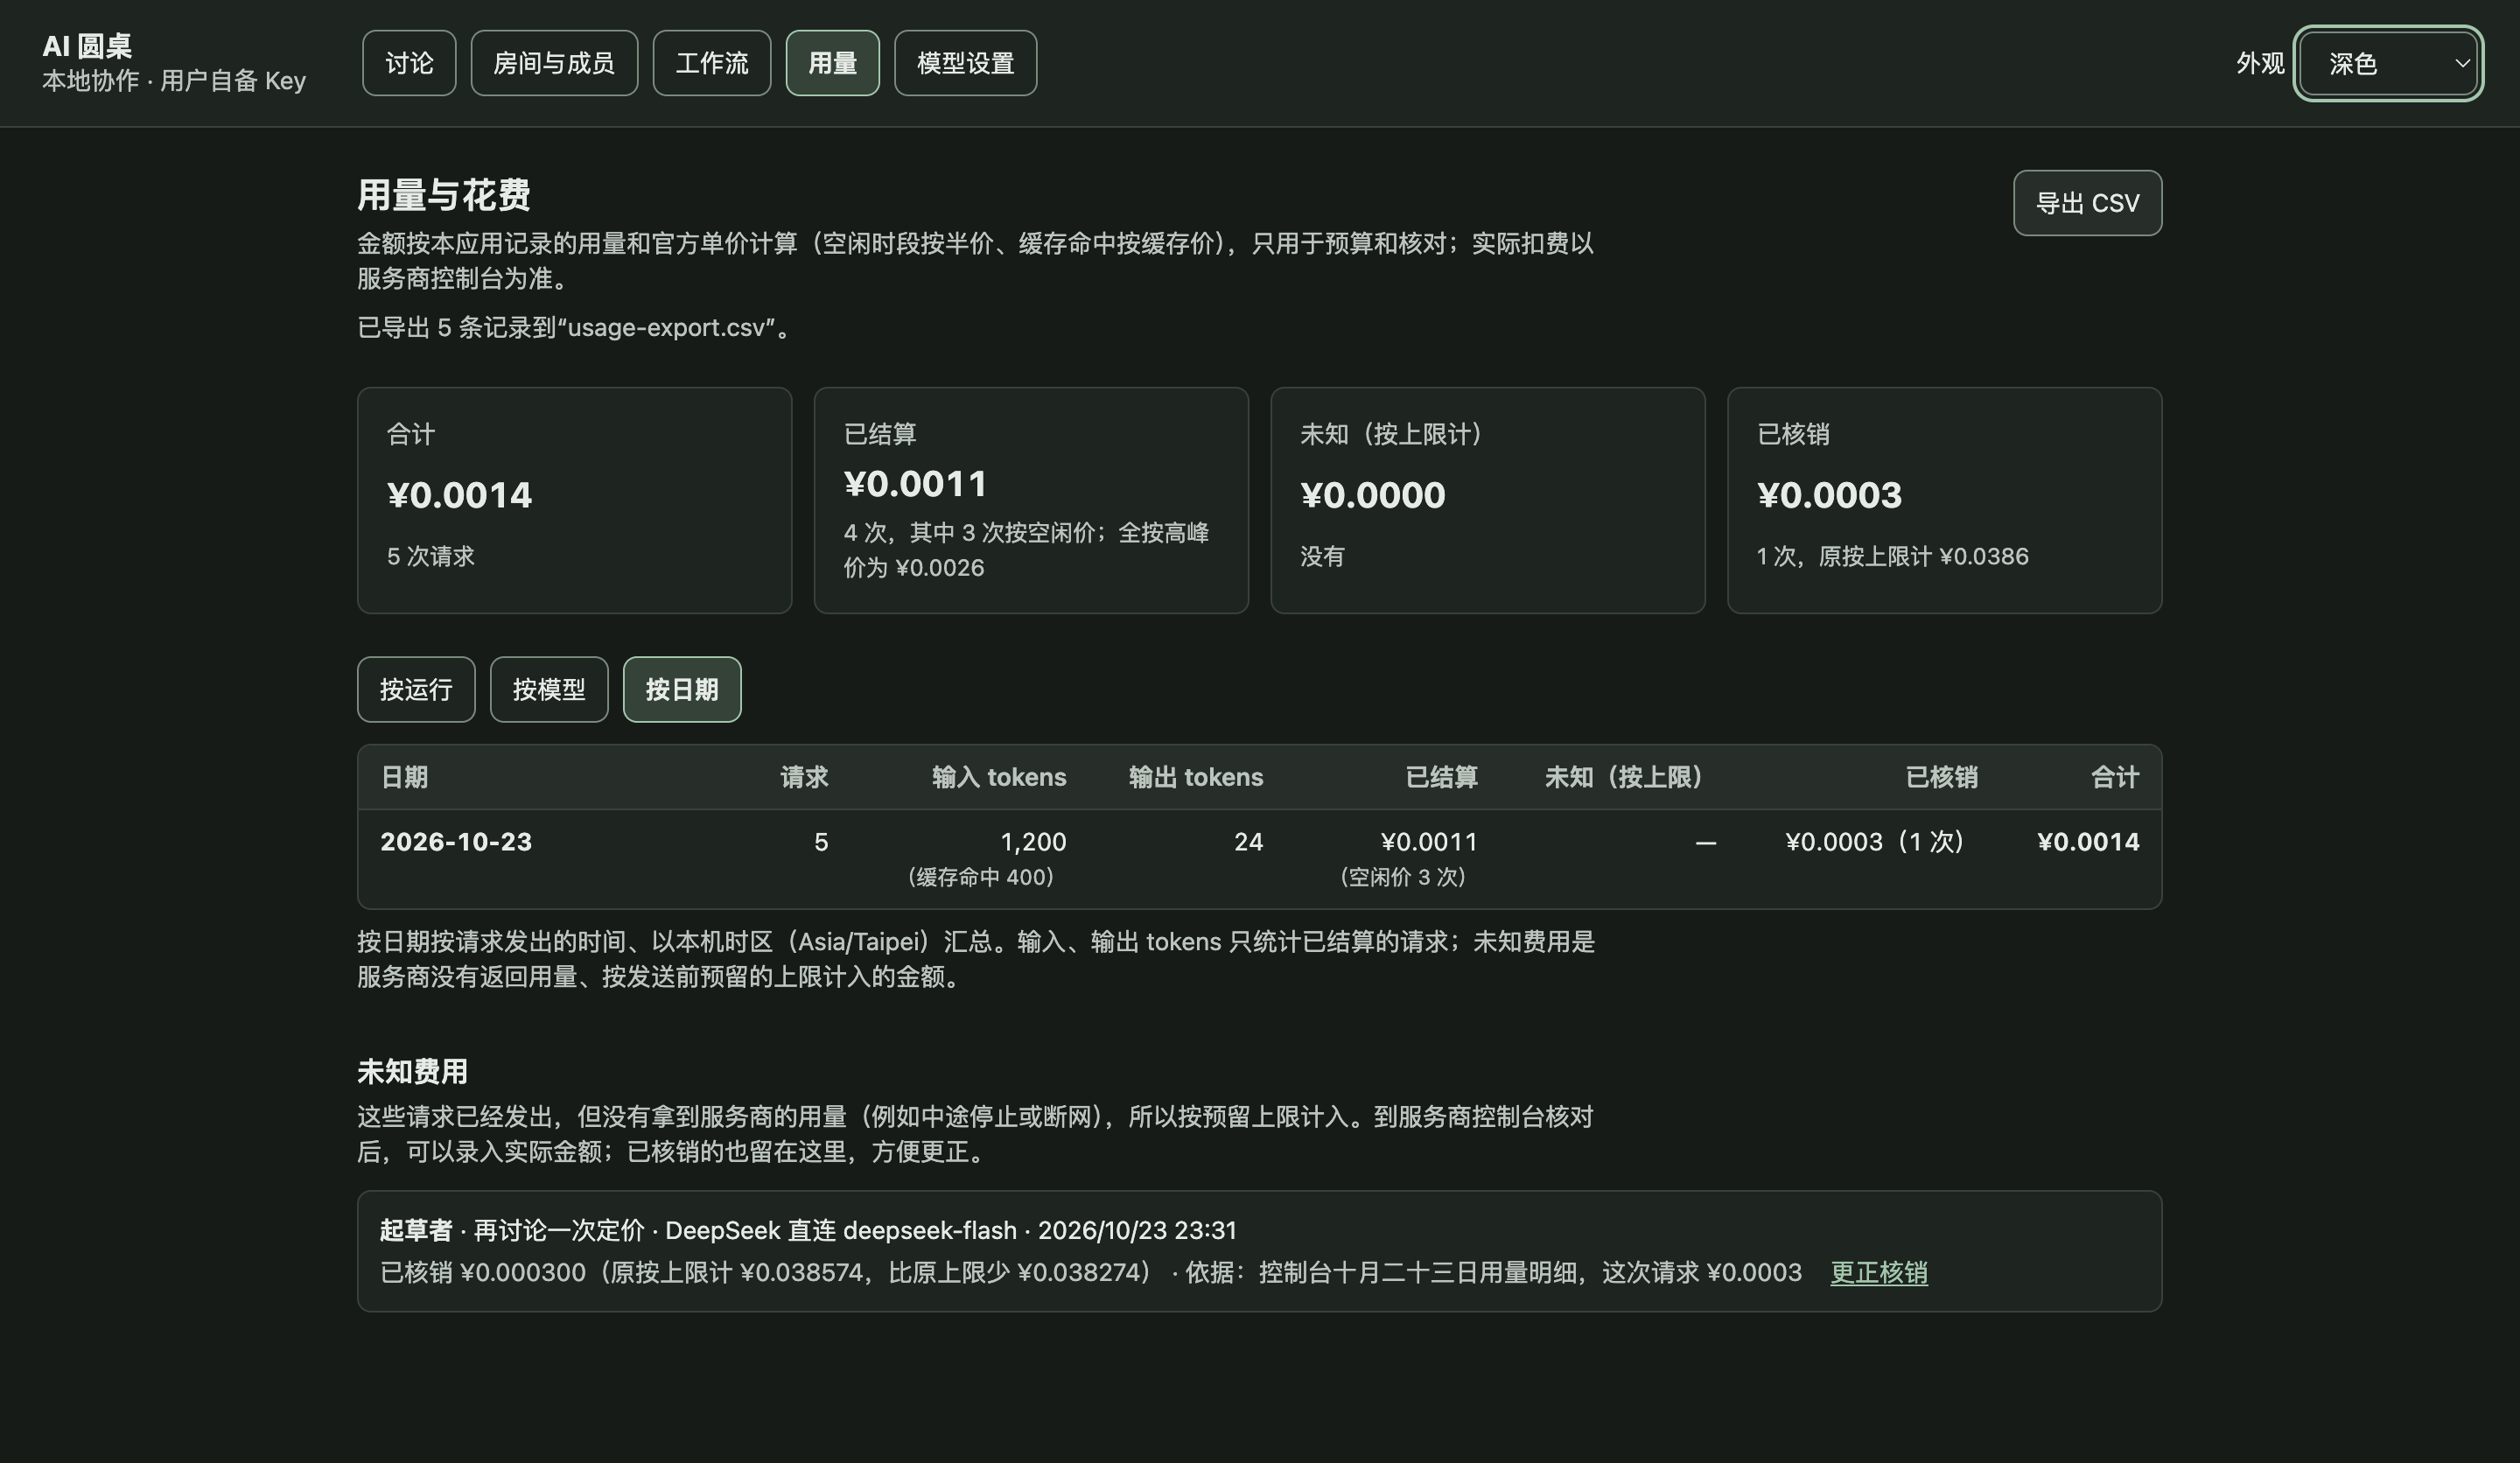 AI 圆桌
本地协作 · 用户自备 Key
讨论
房间与成员
工作流
用量
模型设置
外观
深色
用量与花费
导出 CSV
金额按本应用记录的用量和官方单价计算（空闲时段按半价、缓存命中按缓存价），只用于预算和核对；实际扣费以
服务商控制台为准。
已导出 5 条记录到“usage-export.csv”。
合计
¥0.0014
5 次请求
已结算
¥0.0011
4 次，其中 3 次按空闲价；全按高峰
价为 ¥0.0026
未知（按上限计）
¥0.0000
没有
已核销
¥0.0003
1 次，原按上限计 ¥0.0386
按运行
按模型
按日期
日期 请求 输入 tokens 输出 tokens 已结算 未知（按上限） 已核销 合计
2026-10-23 5 1,200 24 ¥0.0011 — ¥0.0003（1 次） ¥0.0014
（缓存命中 400） （空闲价 3 次）
按日期按请求发出的时间、以本机时区（Asia/Taipei）汇总。输入、输出 tokens 只统计已结算的请求；未知费用是
服务商没有返回用量、按发送前预留的上限计入的金额。
未知费用
这些请求已经发出，但没有拿到服务商的用量（例如中途停止或断网），所以按预留上限计入。到服务商控制台核对
后，可以录入实际金额；已核销的也留在这里，方便更正。
起草者 · 再讨论一次定价 · DeepSeek 直连 deepseek-flash · 2026/10/23 23:31
已核销 ¥0.000300（原按上限计 ¥0.038574，比原上限少 ¥0.038274） · 依据：控制台十月二十三日用量明细，这次请求 ¥0.0003 更正核销